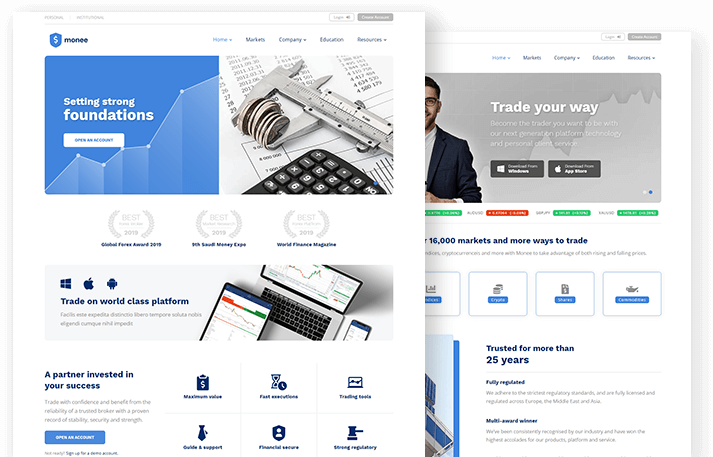 PERSONAL
INSTITUTIONAL
Login
Create Account
monee
Home
Markets
Company
Education
Resources
Setting strong
foundations
OPEN AN ACCOUNT
BEST
2019
Global Forex Award 2019
BEST
2019
9th Saudi Money Expo
BEST
2019
World Finance Magazine
Trade on world class platform
Facilis este expedita distinctio libero tempore soluta nobis
eligendi cumque nihil impedit
A partner invested in
your success
Trade with confidence and benefit from the
reliability of a trusted broker with a proven
record of stability, security and strength.
OPEN AN ACCOUNT
Not ready? Sign up for a demo account.
Maximum value
Fast executions
Trading tools
Guide & support
Financial secure
Strong regulatory
Login
Create Account
Home
Markets
Company
Education
Resources
Trade your way
Become the trader you want to be with
our next generation platform technology
and personal client service.
Download From
Windows
Download From
App Store
16,000 markets and more ways to trade
cryptocurrencies and more with Monee to take advantage of both rising and falling prices.
Crypto
Shares
Commodities
Trusted for more than
25 years
Fully regulated
We adhere to the strictest regulatory standards, and are fully licensed and
regulated across Europe, the Middle East and Asia.
Multi-award winner
We've been consistently recognised by our industry and have won the
highest accolades for our products, platform and service.